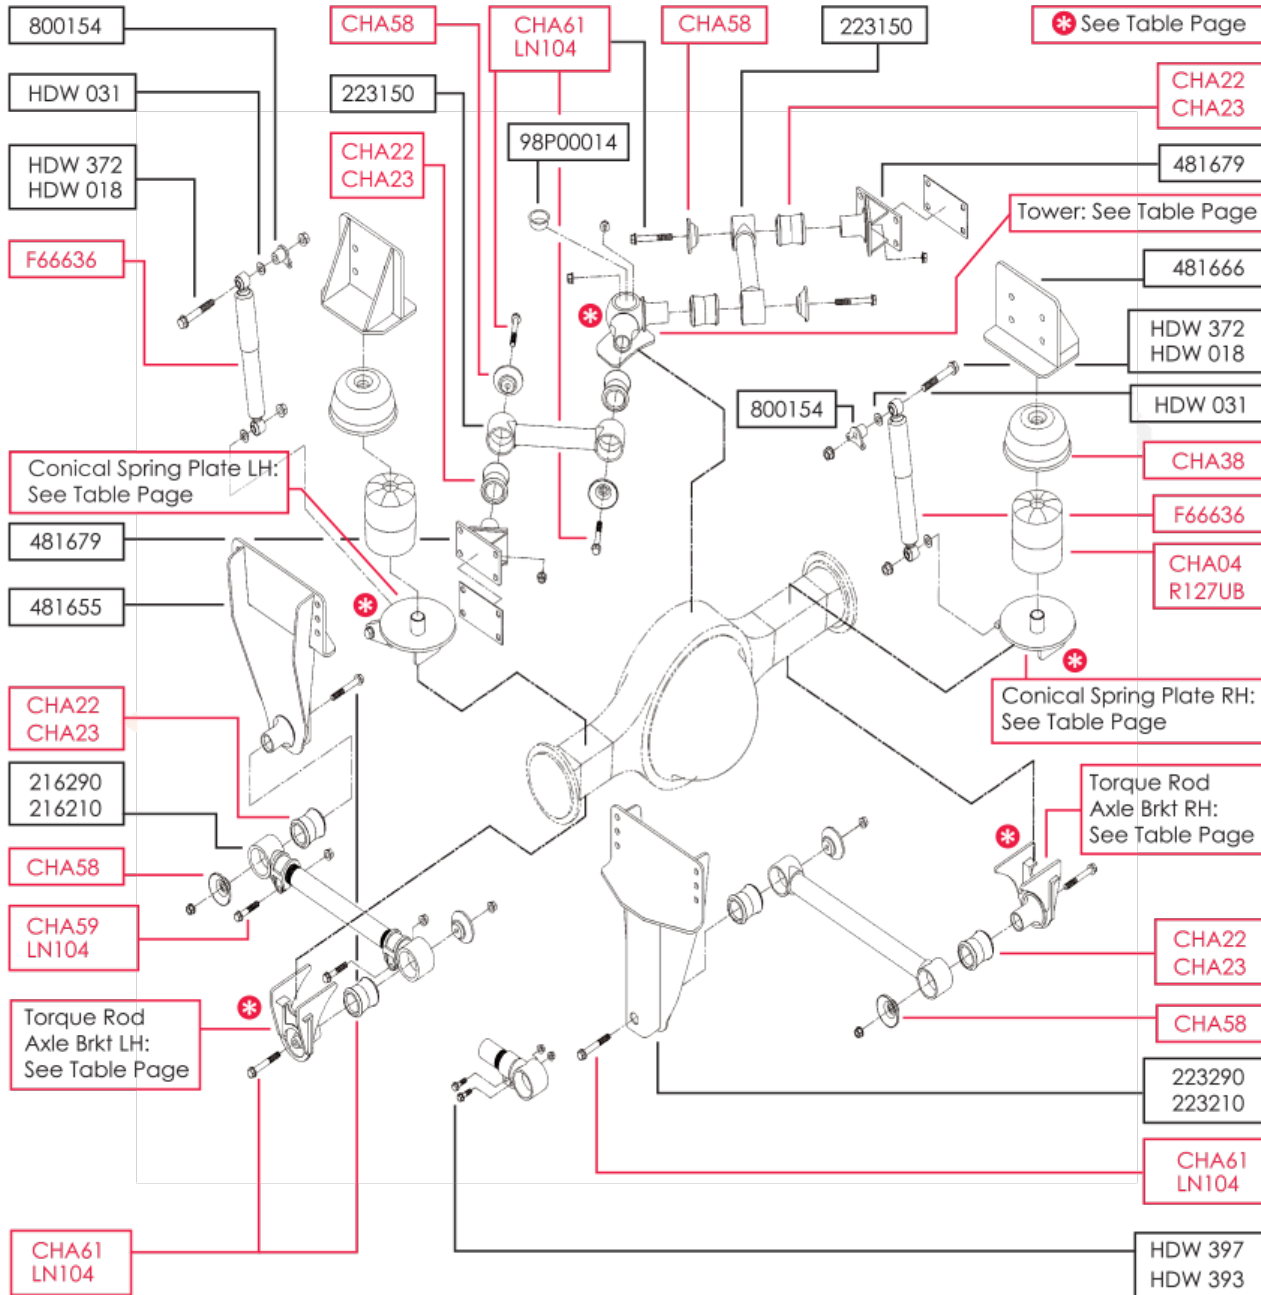 800154
CHA58
CHA61
LN104
CHA58
223150
See Table Page
HDW 031
223150
CHA22
CHA23
98P00014
CHA22
CHA23
HDW 372
HDW 018
481679
Tower: See Table Page
F66636
481666
HDW 372
HDW 018
800154
HDW 031
Conical Spring Plate LH:
See Table Page
CHA38
F66636
481679
CHA04
R127UB
481655
Conical Spring Plate RH:
See Table Page
CHA22
CHA23
216290
216210
Torque Rod
Axle Brkt RH:
See Table Page
CHA58
CHA59
LN104
CHA22
CHA23
Torque Rod
Axle Brkt LH:
See Table Page
CHA58
223290
223210
CHA61
LN104
CHA61
LN104
HDW 397
HDW 393